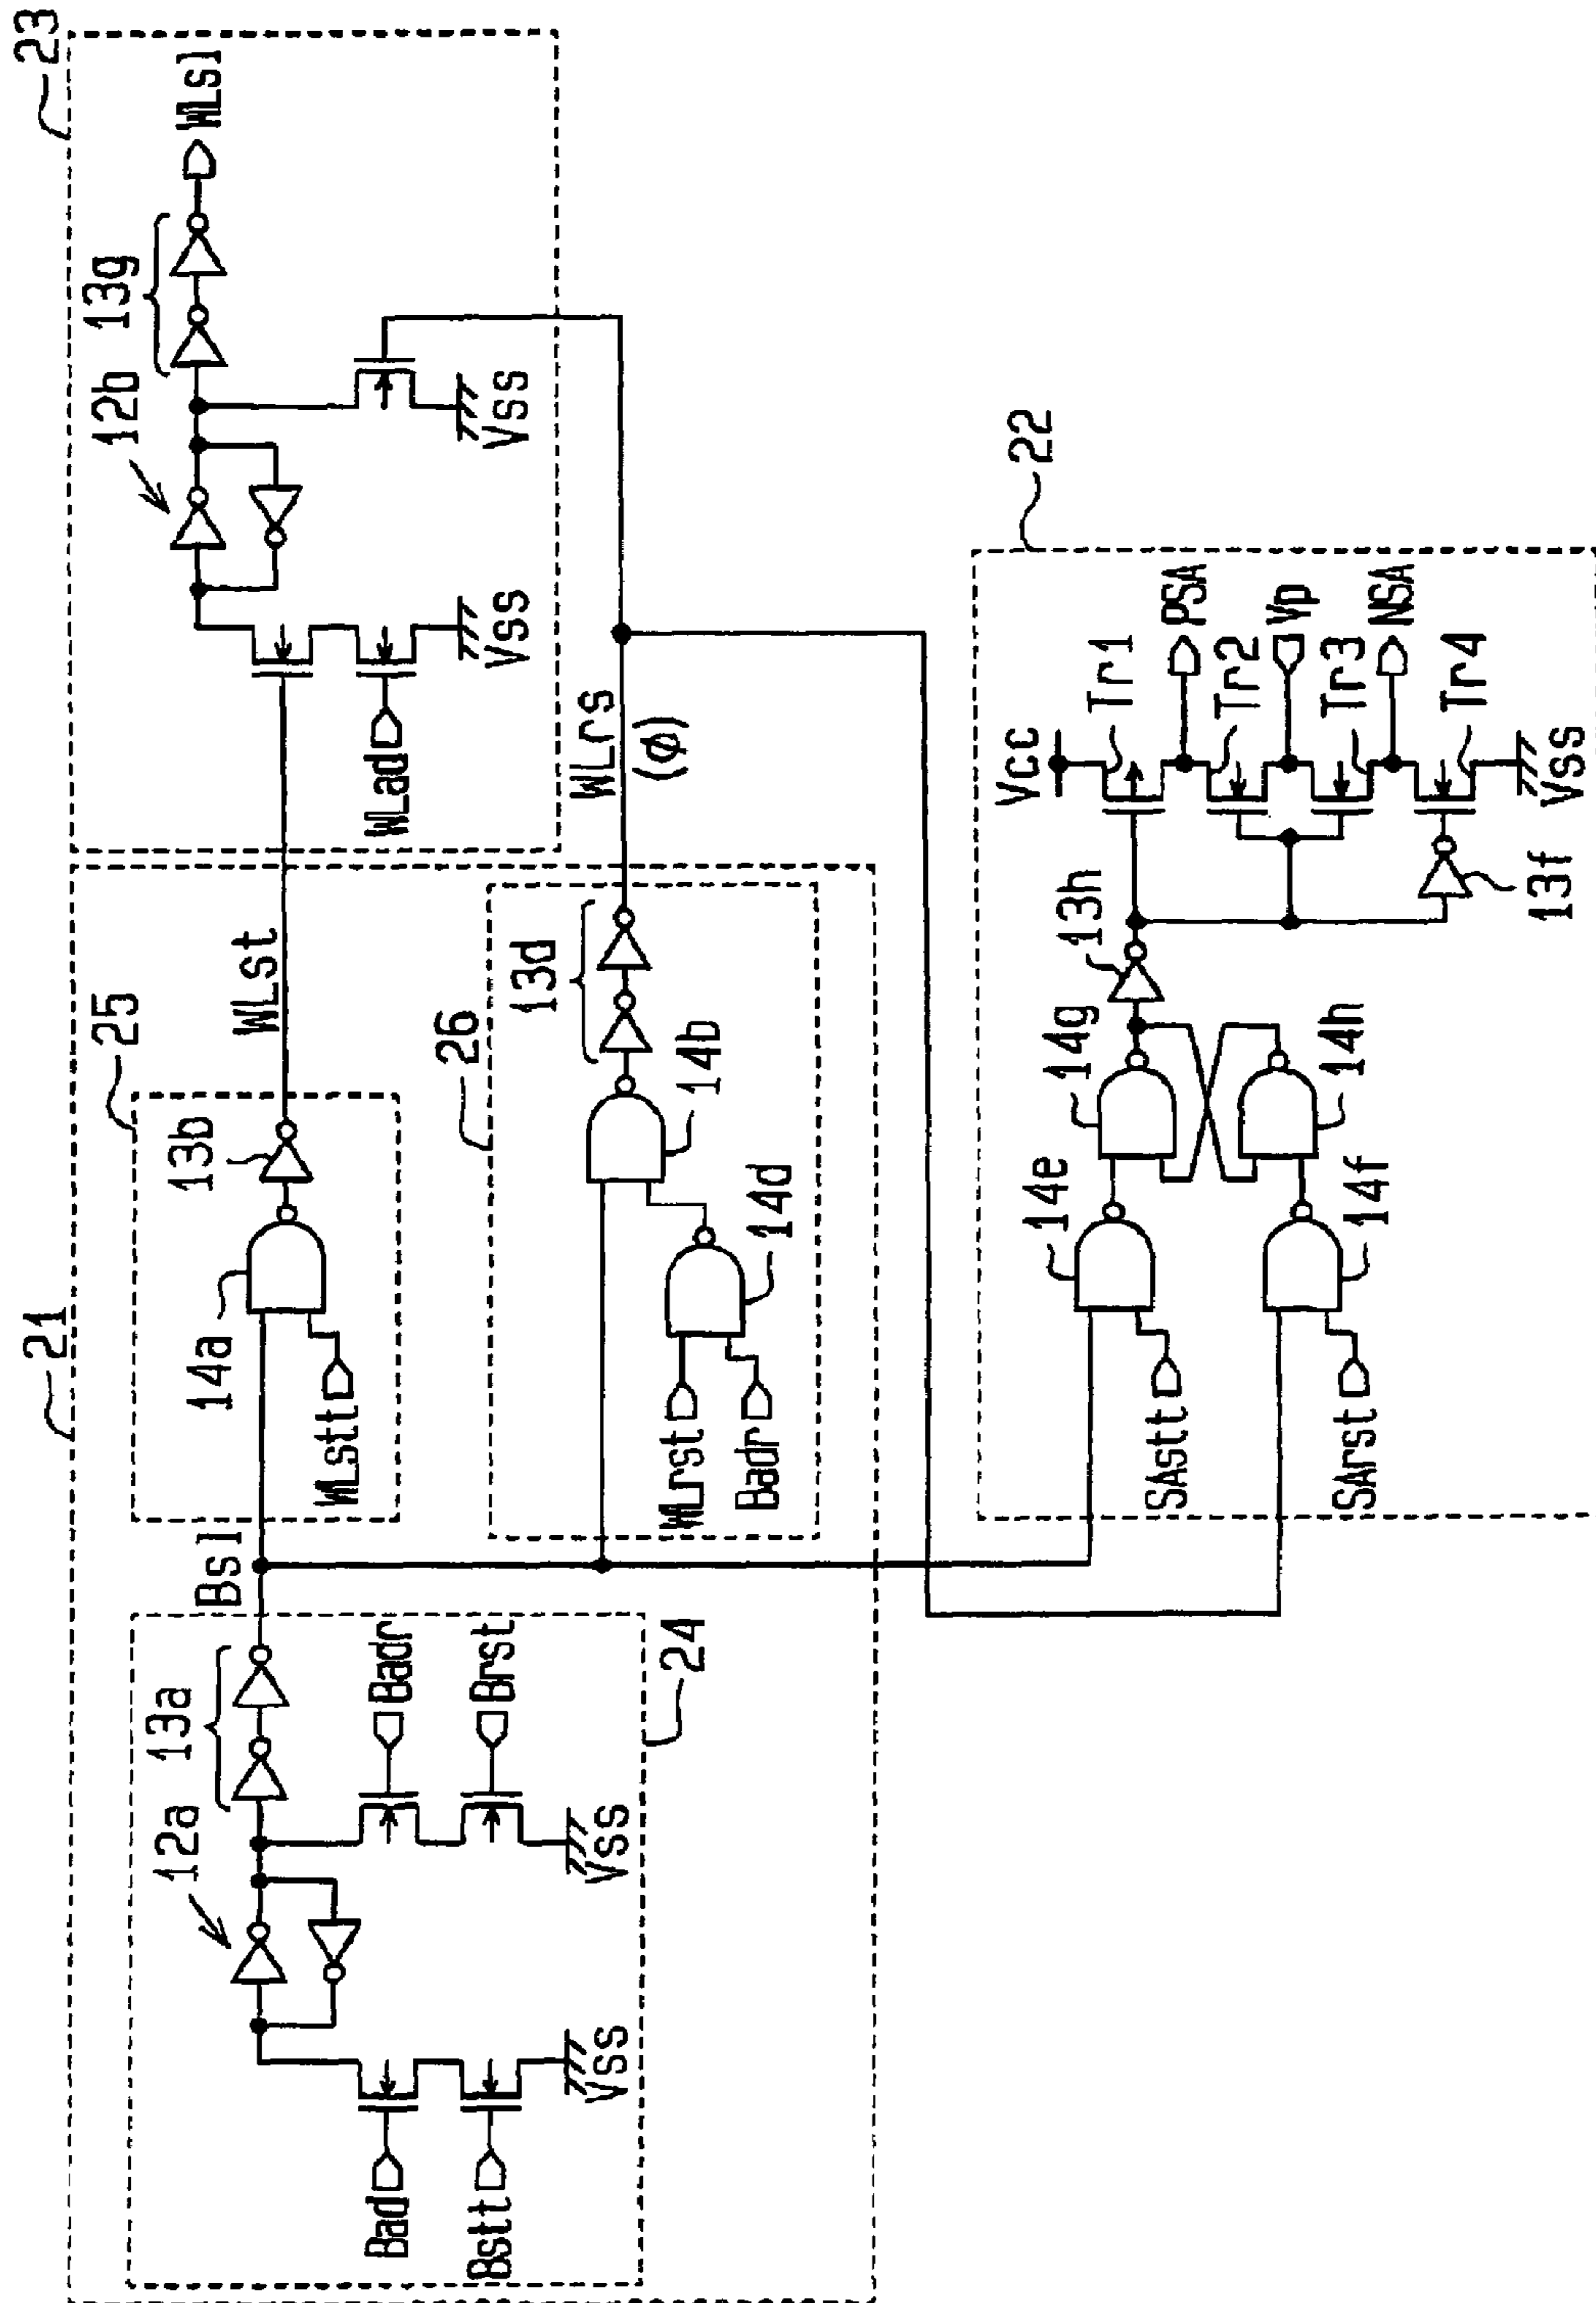 21
23
25
26
24
22
12a
13a
Bsl
14a
13b
WLst
WLstt
12b
13g
WLsl
WLad
Vss
Vss
Bad
Bstt
Vss
Badr
Brst
Vss
WLrst
Badr
14d
14b
13d
WLrs
(φ)
14e
14g
13h
SAstt
14f
14h
SArst
13f
Vcc
Tr1
PSA
Tr2
Vp
Tr3
NSA
Tr4
Vss